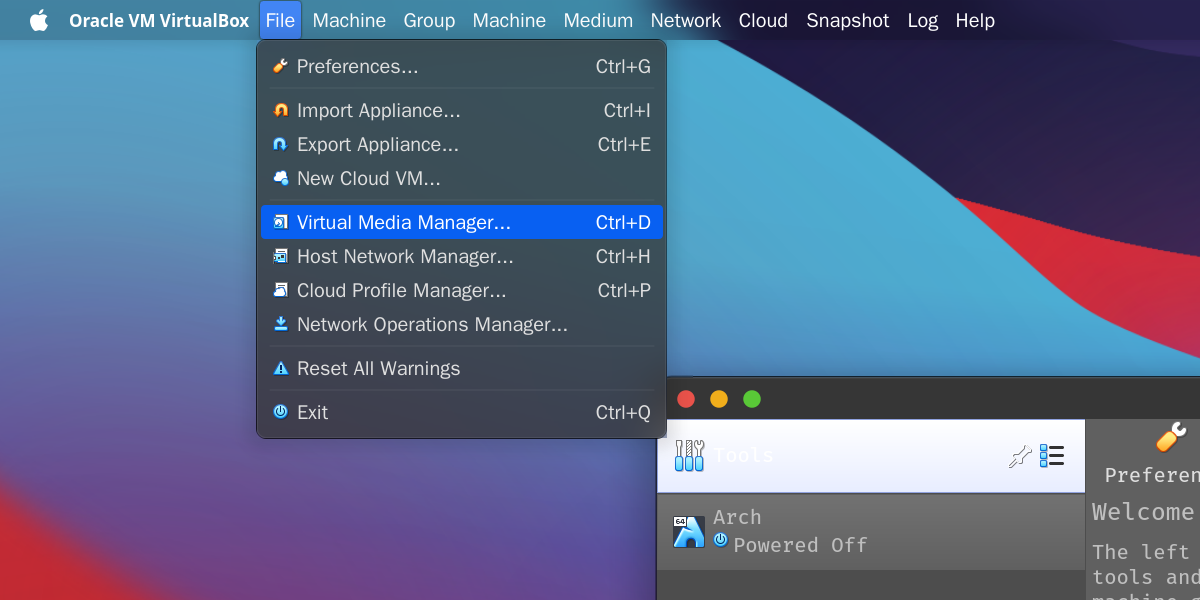 Oracle VM VirtualBox File Machine Group Machine Medium Network Cloud Snapshot Log Help
Preferences... Ctrl+G
Import Appliance... Ctrl+I
Export Appliance... Ctrl+E
New Cloud VM...
Virtual Media Manager... Ctrl+D
Host Network Manager... Ctrl+H
Cloud Profile Manager... Ctrl+P
Network Operations Manager...
Reset All Warnings
Exit Ctrl+Q
Tools
64
Arch
Powered Off
Preferen
Welcome
The left
tools and